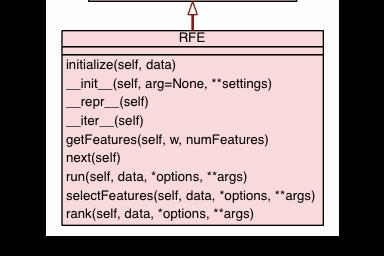 RFE
initialize(self, data)
__init__(self, arg=None, **settings)
__repr__(self)
__iter__(self)
getFeatures(self, w, numFeatures)
next(self)
run(self, data, *options, **args)
selectFeatures(self, data, *options, **args)
rank(self, data, *options, **args)